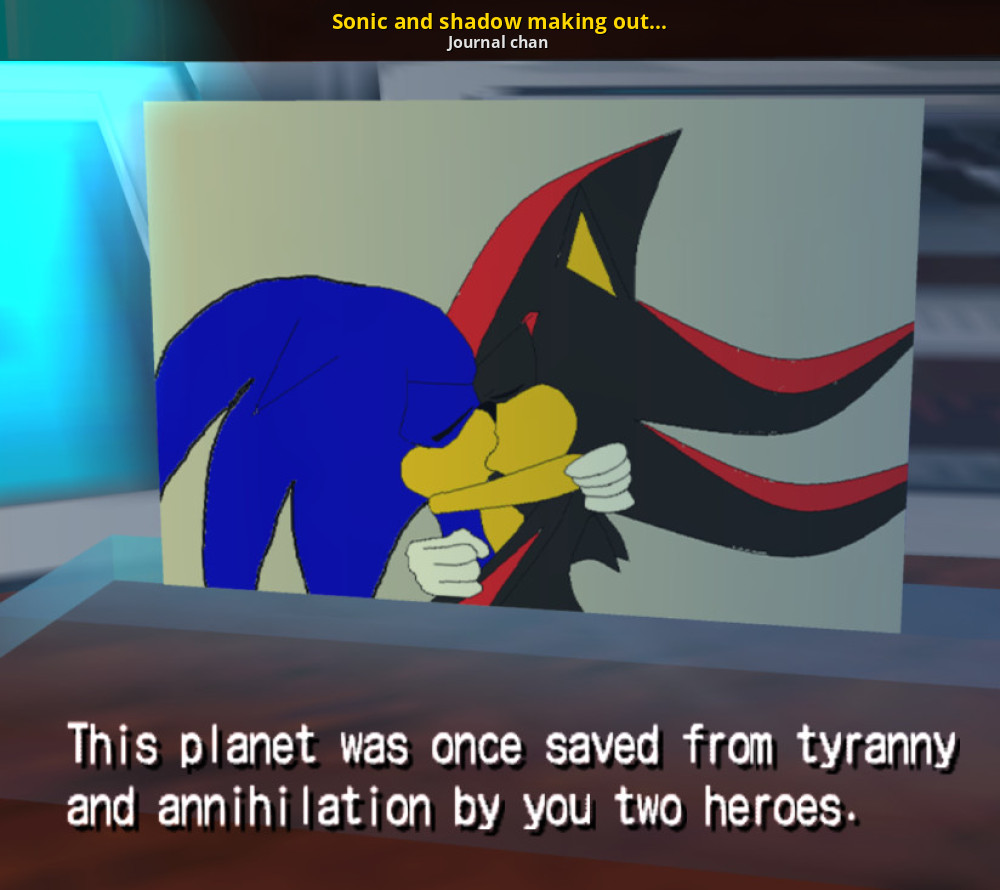 Sonic and shadow making out...
Journal chan
This planet was once saved from tyranny
and annihilation by you two heroes.